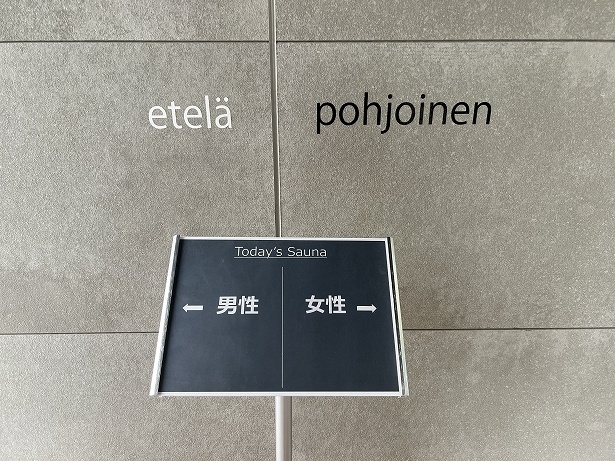 etelä pohjoinen
Today's Sauna
← 男性 女性 →